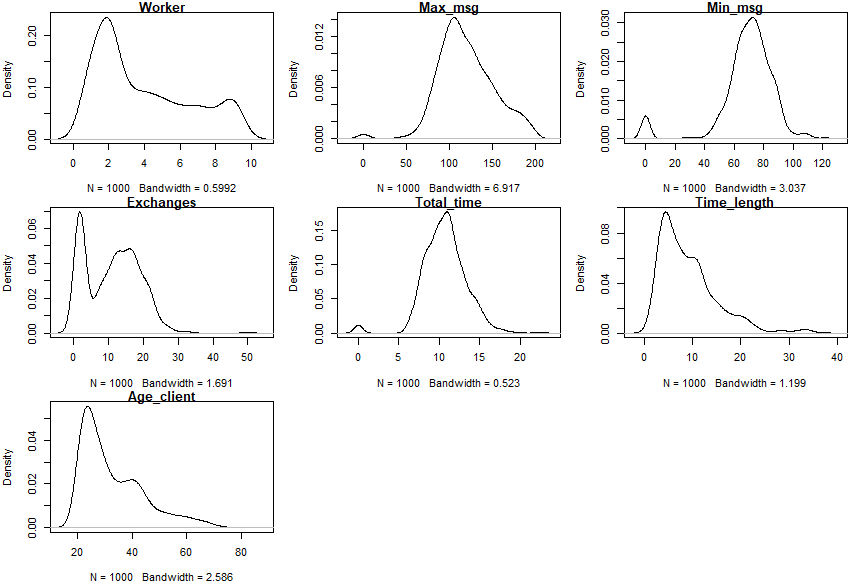 Worker
Density
0.00 0.10 0.20
0 2 4 6 8 10
N = 1000 Bandwidth = 0.5992
Max_msg
Density
0.000 0.006 0.012
0 50 100 150 200
N = 1000 Bandwidth = 6.917
Min_msg
Density
0.000 0.010 0.020 0.030
0 20 40 60 80 100 120
N = 1000 Bandwidth = 3.037
Exchanges
Density
0.00 0.02 0.04 0.06
0 10 20 30 40 50
N = 1000 Bandwidth = 1.691
Total_time
Density
0.00 0.05 0.10 0.15
0 5 10 15 20
N = 1000 Bandwidth = 0.523
Time_length
Density
0.00 0.04 0.08
0 10 20 30 40
N = 1000 Bandwidth = 1.199
Age_client
Density
0.00 0.02 0.04
20 40 60 80
N = 1000 Bandwidth = 2.586